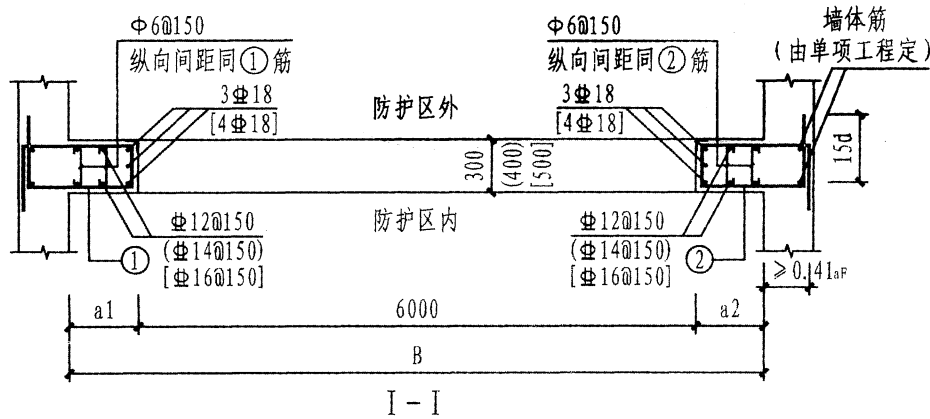 Φ6@150
纵向间距同①筋
3Φ18
[4Φ18]
防护区外
Φ6@150
纵向间距同②筋
3Φ18
[4Φ18]
墙体筋
(由单项工程定)
300
(400)
[500]
15d
防护区内
Φ12@150
(Φ14@150)
[Φ16@150]
①
Φ12@150
(Φ14@150)
[Φ16@150]
②
≥0.4laF
a1
6000
a2
B
I-I